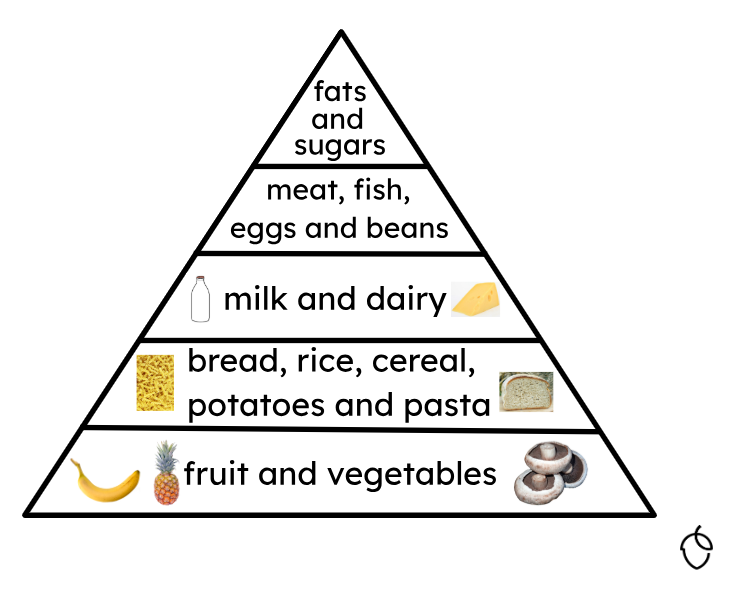 fats
and
sugars
meat, fish,
eggs and beans
milk and dairy
bread, rice, cereal,
potatoes and pasta
fruit and vegetables